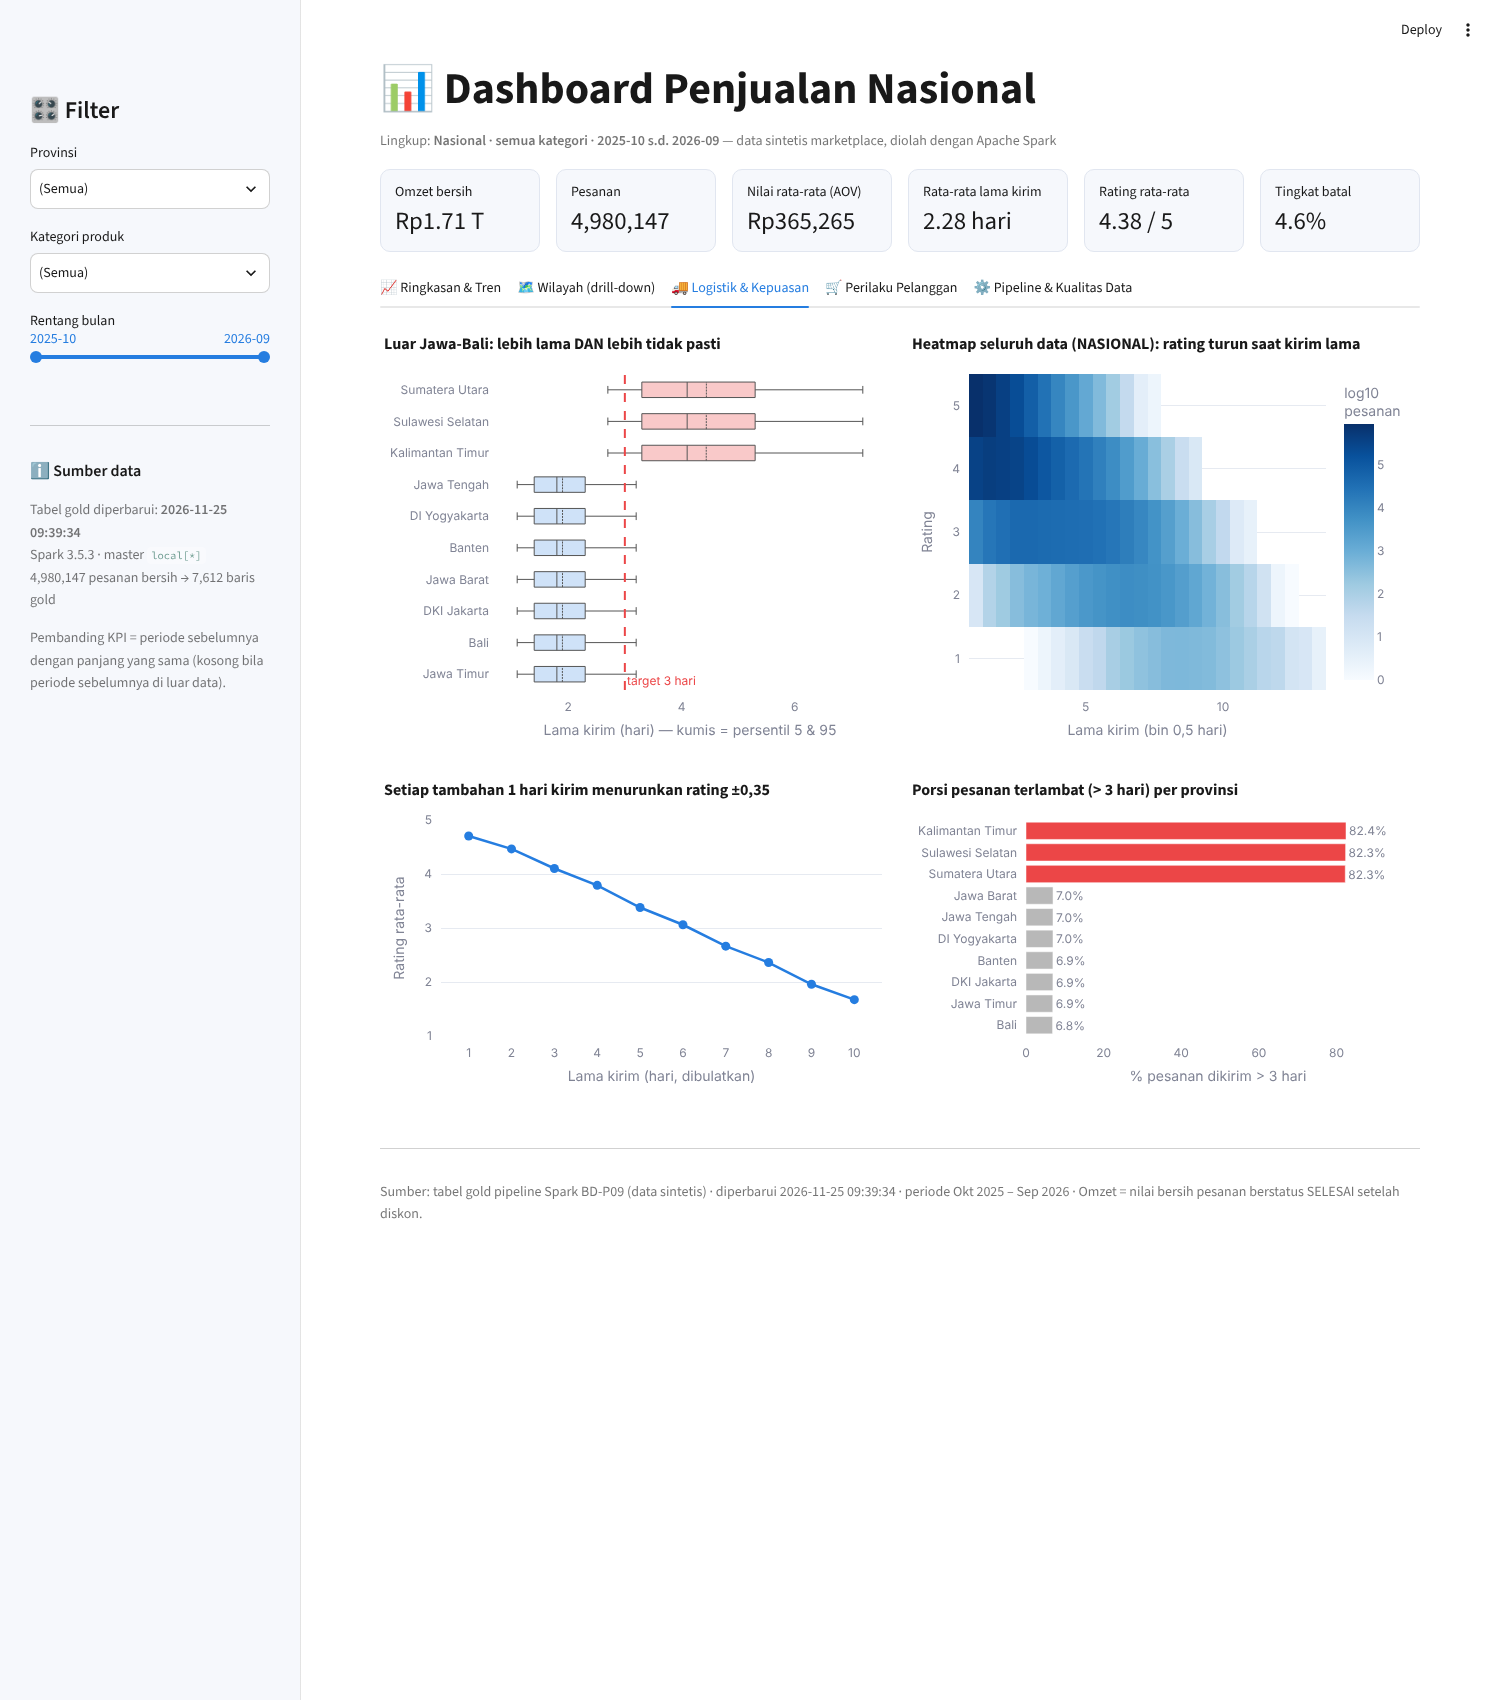 Deploy
Filter
Provinsi
(Semua)
Kategori produk
(Semua)
Rentang bulan
2025-10 2026-09
Sumber data
Tabel gold diperbarui: 2026-11-25
09:39:34
Spark 3.5.3 · master local[*]
4,980,147 pesanan bersih → 7,612 baris
gold
Pembanding KPI = periode sebelumnya
dengan panjang yang sama (kosong bila
periode sebelumnya di luar data).
Dashboard Penjualan Nasional
Lingkup: Nasional · semua kategori · 2025-10 s.d. 2026-09 — data sintetis marketplace, diolah dengan Apache Spark
Omzet bersih
Rp1.71 T
Pesanan
4,980,147
Nilai rata-rata (AOV)
Rp365,265
Rata-rata lama kirim
2.28 hari
Rating rata-rata
4.38 / 5
Tingkat batal
4.6%
Ringkasan & Tren Wilayah (drill-down) Logistik & Kepuasan Perilaku Pelanggan Pipeline & Kualitas Data
Luar Jawa-Bali: lebih lama DAN lebih tidak pasti
Sumatera Utara
Sulawesi Selatan
Kalimantan Timur
Jawa Tengah
DI Yogyakarta
Banten
Jawa Barat
DKI Jakarta
Bali
Jawa Timur
target 3 hari
2 4 6
Lama kirim (hari) — kumis = persentil 5 & 95
Heatmap seluruh data (NASIONAL): rating turun saat kirim lama
Rating
5
4
3
2
1
5 10
Lama kirim (bin 0,5 hari)
log10
pesanan
5
4
3
2
1
0
Setiap tambahan 1 hari kirim menurunkan rating ±0,35
Rating rata-rata
5
4
3
2
1
1 2 3 4 5 6 7 8 9 10
Lama kirim (hari, dibulatkan)
Porsi pesanan terlambat (> 3 hari) per provinsi
Kalimantan Timur 82.4%
Sulawesi Selatan 82.3%
Sumatera Utara 82.3%
Jawa Barat 7.0%
Jawa Tengah 7.0%
DI Yogyakarta 7.0%
Banten 6.9%
DKI Jakarta 6.9%
Jawa Timur 6.9%
Bali 6.8%
0 20 40 60 80
% pesanan dikirim > 3 hari
Sumber: tabel gold pipeline Spark BD-P09 (data sintetis) · diperbarui 2026-11-25 09:39:34 · periode Okt 2025 – Sep 2026 · Omzet = nilai bersih pesanan berstatus SELESAI setelah
diskon.